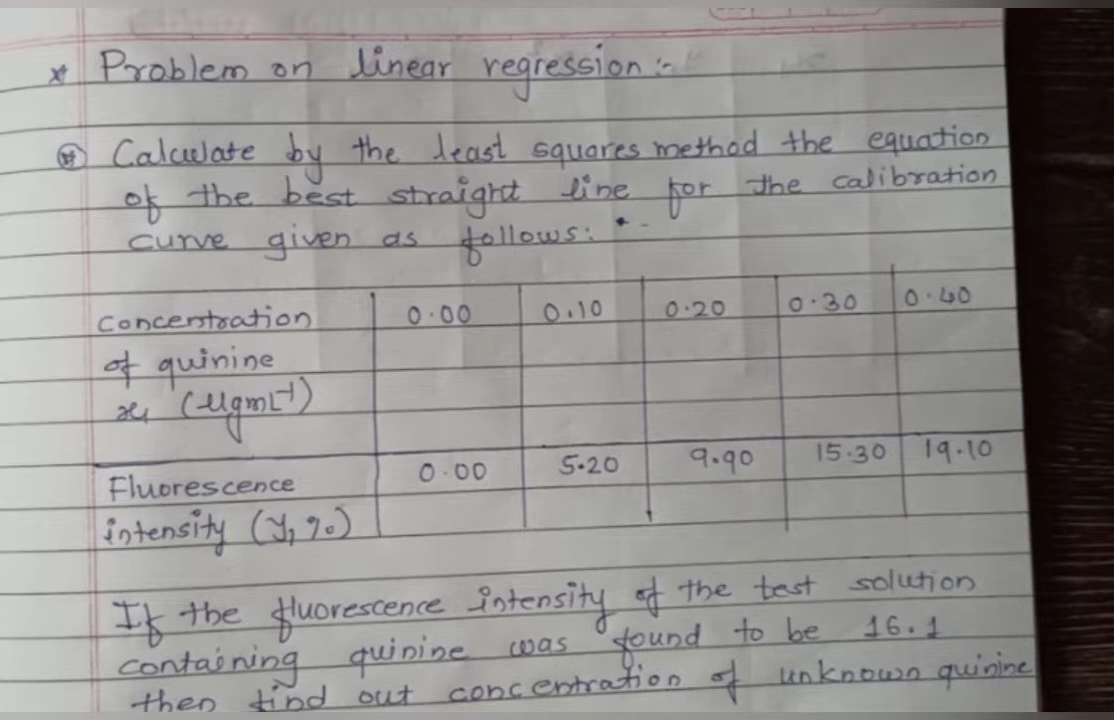 * Problem on linear regression :-
Calculate by the least squares method the equation
of the best straight line for the calibration
curve given as follows:
Concentration 0.00 0.10 0.20 0.30 0.40
of quinine
x, (μgmL⁻¹)
Fluorescence 0.00 5.20 9.90 15.30 19.10
intensity (y, %)
If the fluorescence intensity of the test solution
containing quinine was found to be 16.1
then find out concentration of unknown quinine